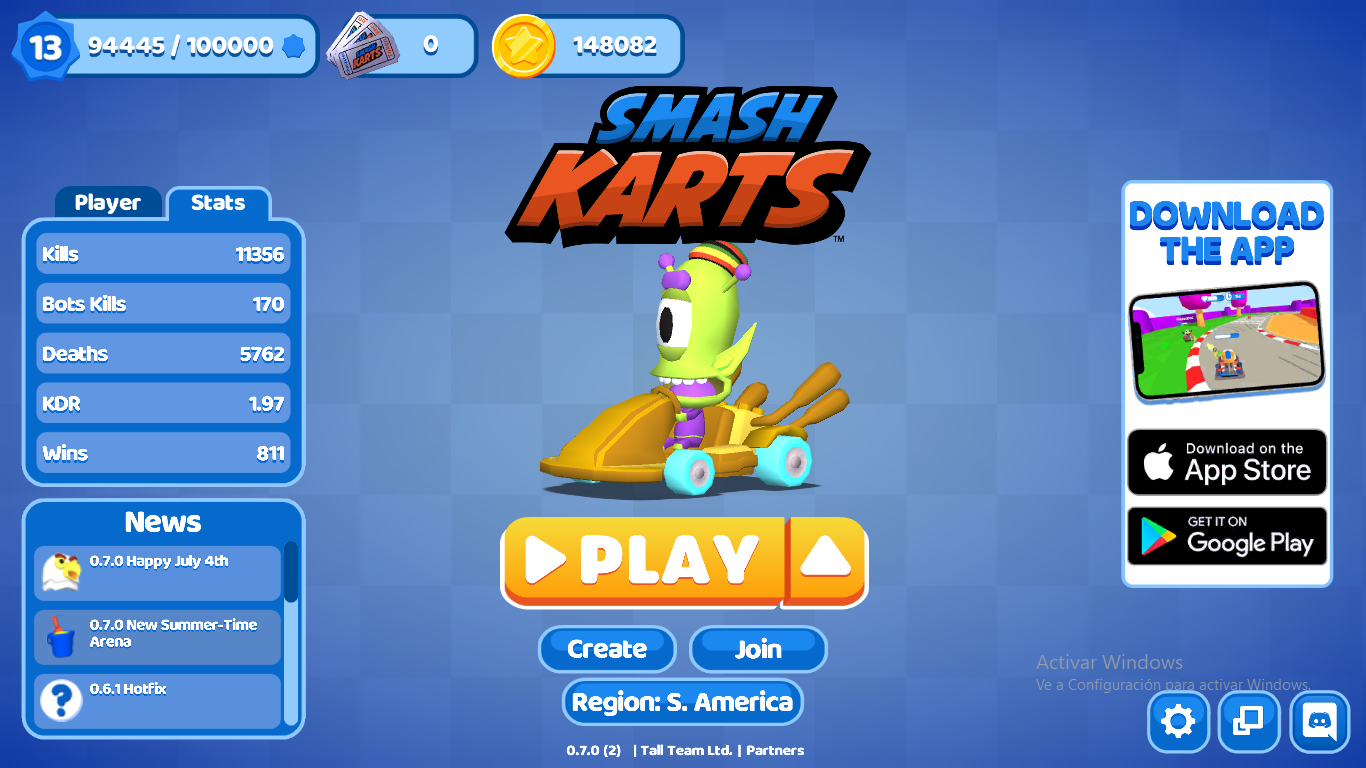 13
94445 / 100000
0
148082
SMASH
KARTS
TM
Player
Stats
Kills 11356
Bots Kills 170
Deaths 5762
KDR 1.97
Wins 811
News
0.7.0 Happy July 4th
0.7.0 New Summer-Time
Arena
0.6.1 Hotfix
PLAY
Create
Join
Region: S. America
0.7.0 (2) | Tall Team Ltd. | Partners
DOWNLOAD
THE APP
Download on the
App Store
GET IT ON
Google Play
Activar Windows
Ve a Configuración para activar Windows.